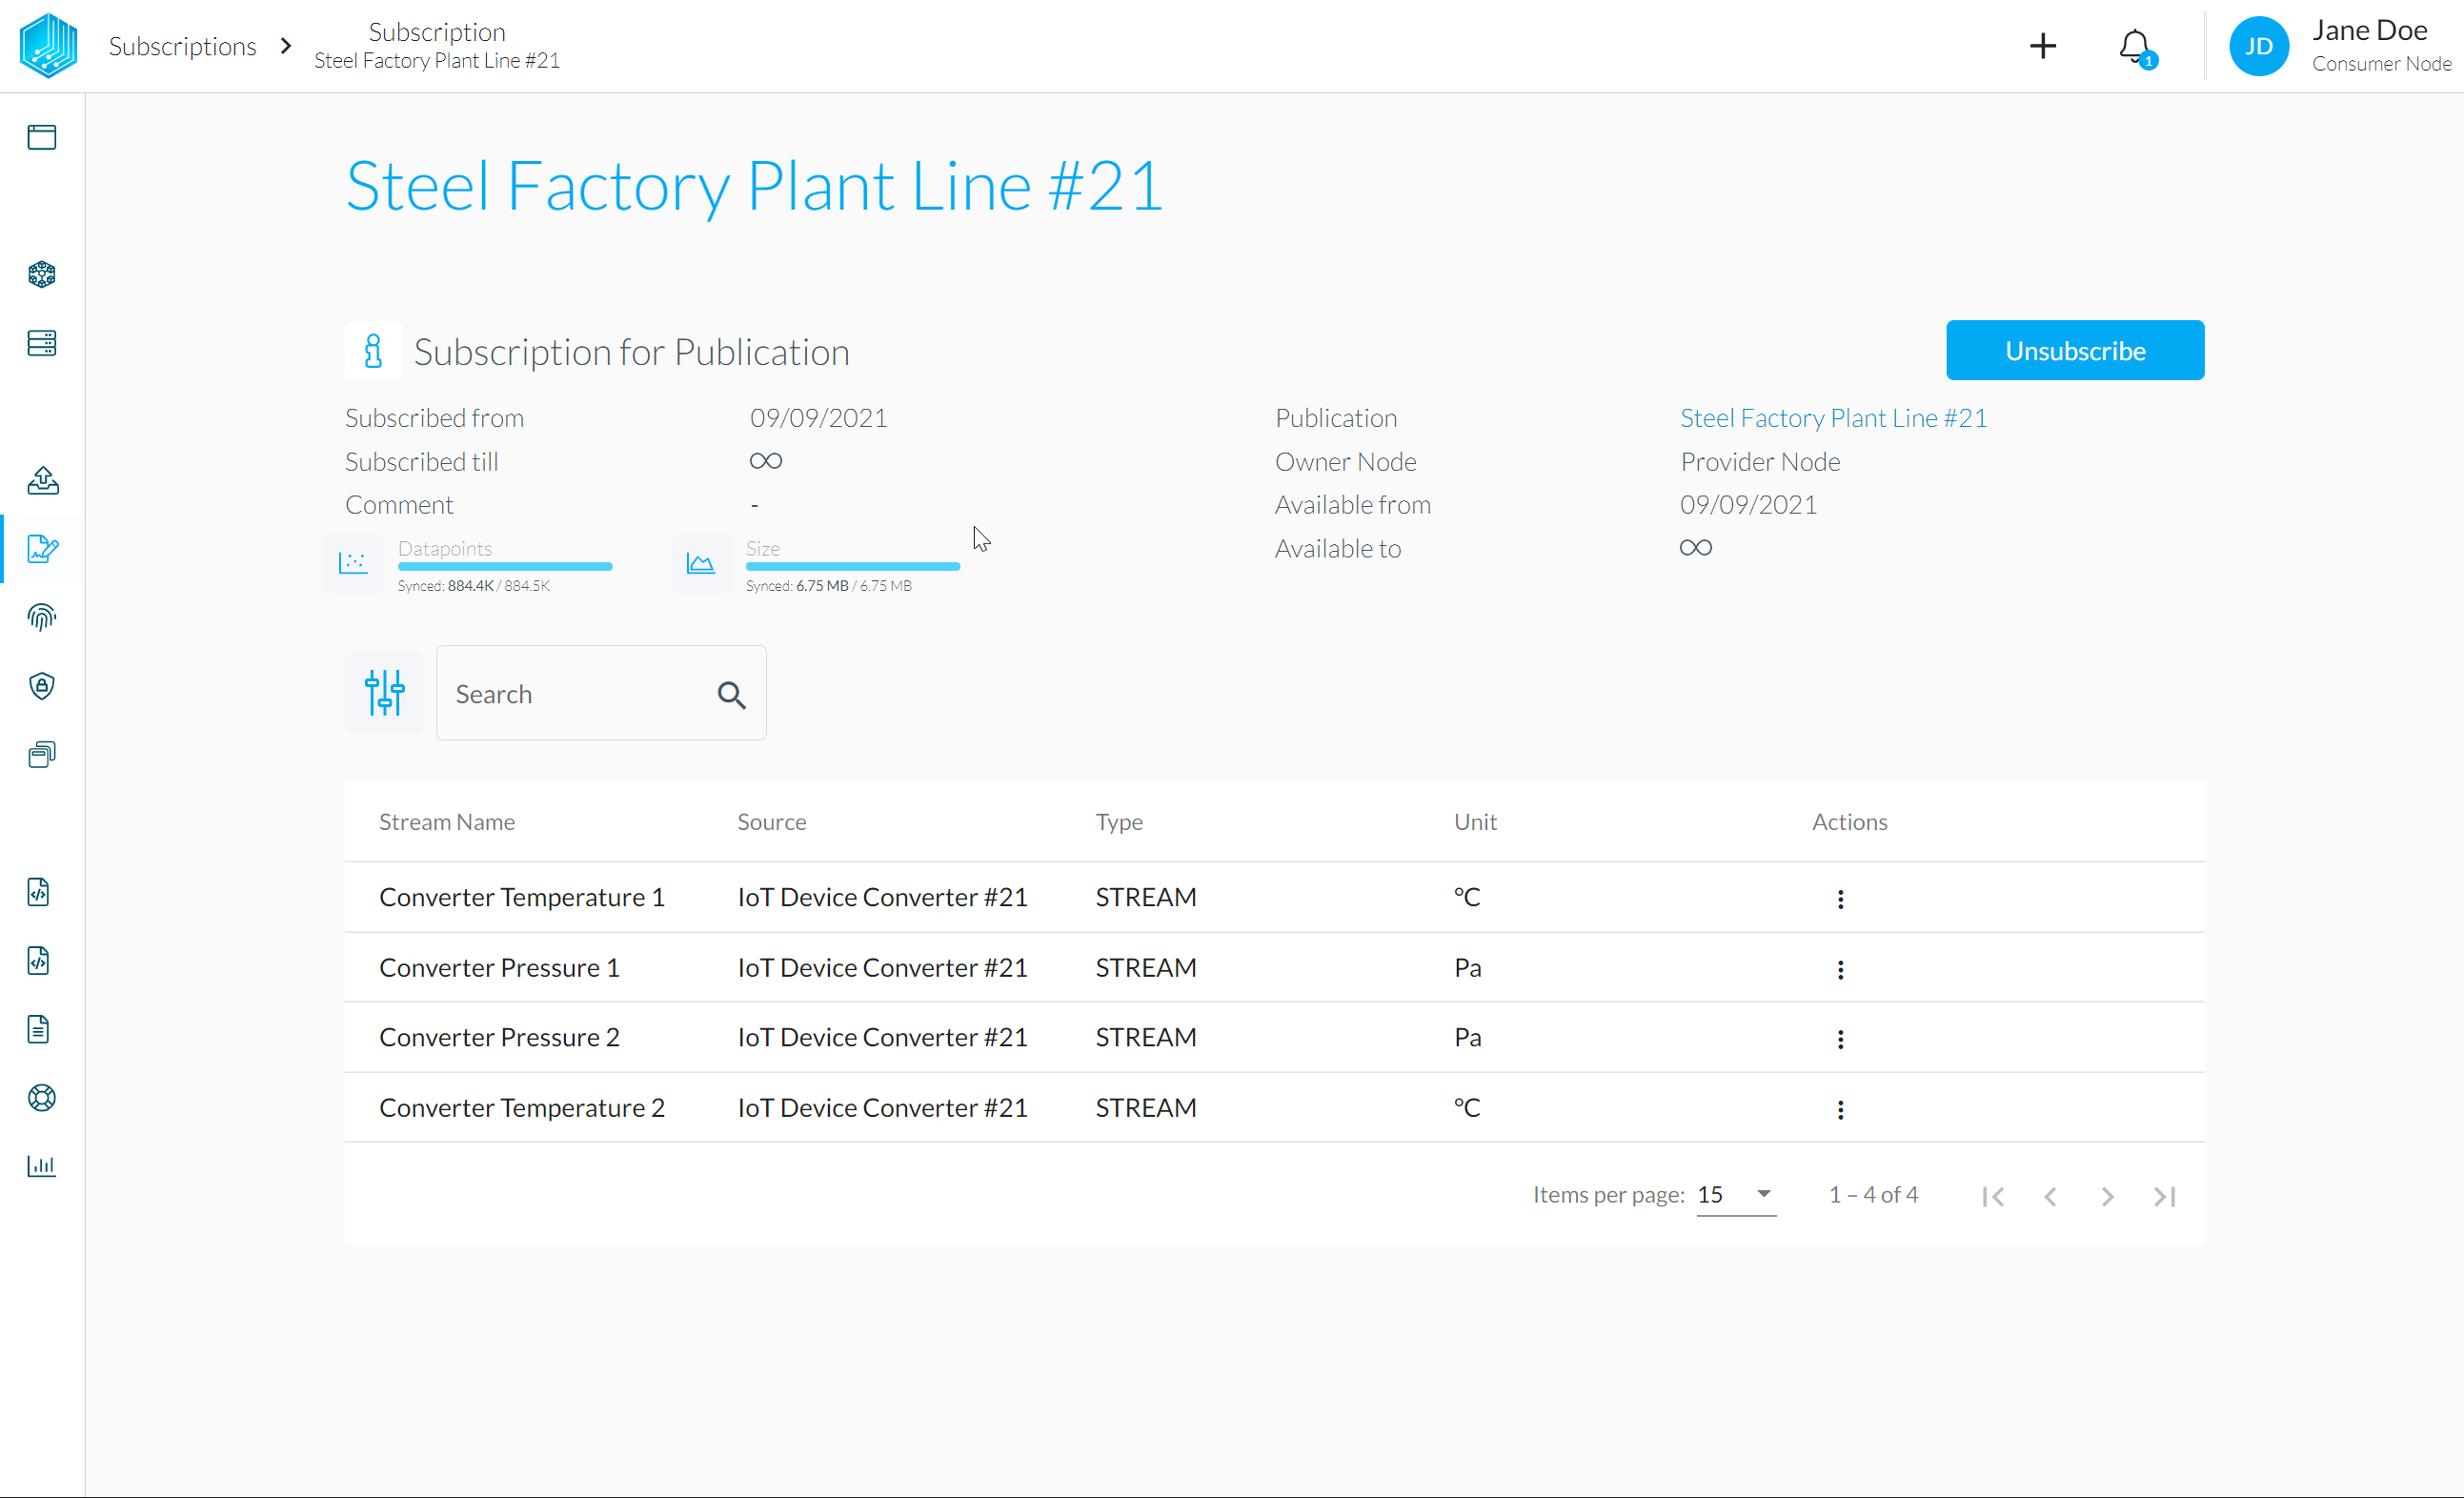 Subscriptions
Subscription
Steel Factory Plant Line #21
1
JD
Jane Doe
Consumer Node
Steel Factory Plant Line #21
Subscription for Publication
Unsubscribe
Subscribed from 09/09/2021
Subscribed till ∞
Comment -
Publication Steel Factory Plant Line #21
Owner Node Provider Node
Available from 09/09/2021
Available to ∞
Datapoints
Synced: 884.4K / 884.5K
Size
Synced: 6.75 MB / 6.75 MB
Search
Stream Name Source Type Unit Actions
Converter Temperature 1 IoT Device Converter #21 STREAM °C
Converter Pressure 1 IoT Device Converter #21 STREAM Pa
Converter Pressure 2 IoT Device Converter #21 STREAM Pa
Converter Temperature 2 IoT Device Converter #21 STREAM °C
Items per page: 15 1 – 4 of 4